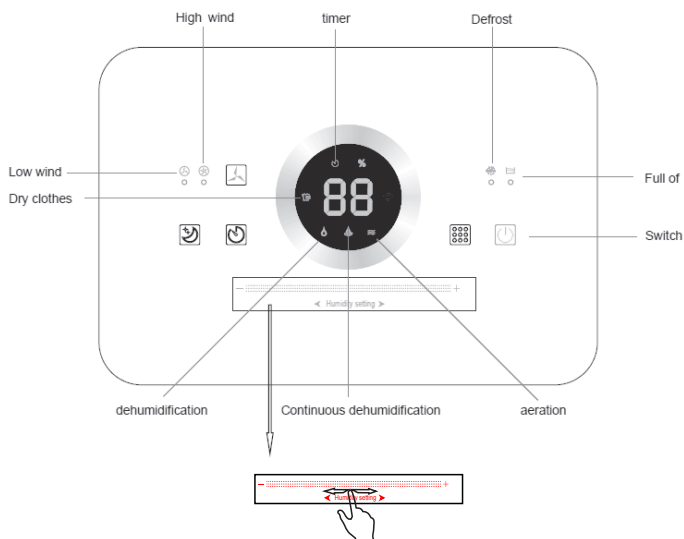 High wind
timer
Defrost
%
Low wind
Full of
Dry clothes
88
Switch
- +
Humidity setting
dehumidification
Continuous dehumidification
aeration
- +
Humidity setting